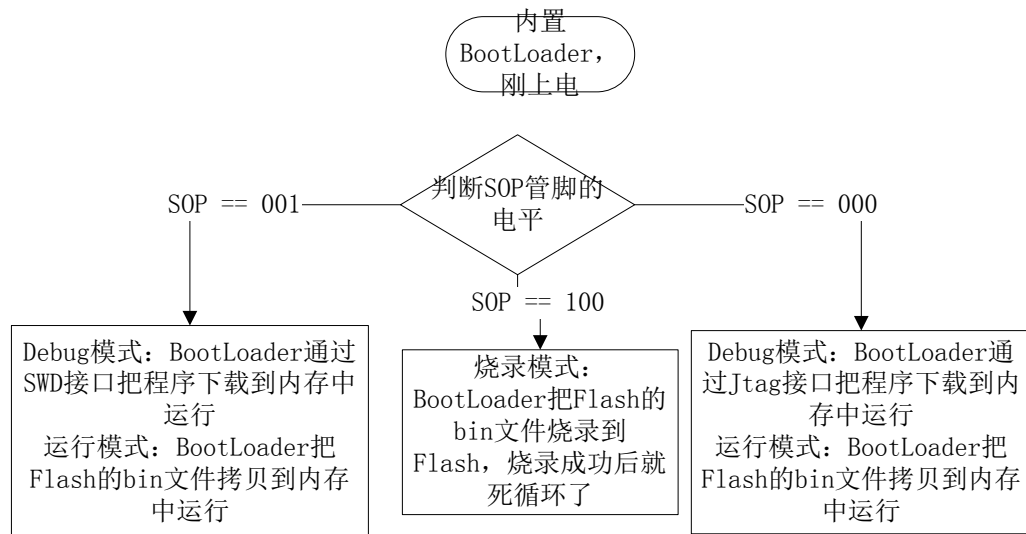 内置
BootLoader，
刚上电
判断SOP管脚的
电平
SOP == 001
SOP == 000
SOP == 100
Debug模式：BootLoader通过
SWD接口把程序下载到内存中
运行
运行模式：BootLoader把
Flash的bin文件拷贝到内存
中运行
烧录模式：
BootLoader把Flash的
bin文件烧录到
Flash，烧录成功后就
死循环了
Debug模式：BootLoader通
过Jtag接口把程序下载到内
存中运行
运行模式：BootLoader把
Flash的bin文件拷贝到内存
中运行